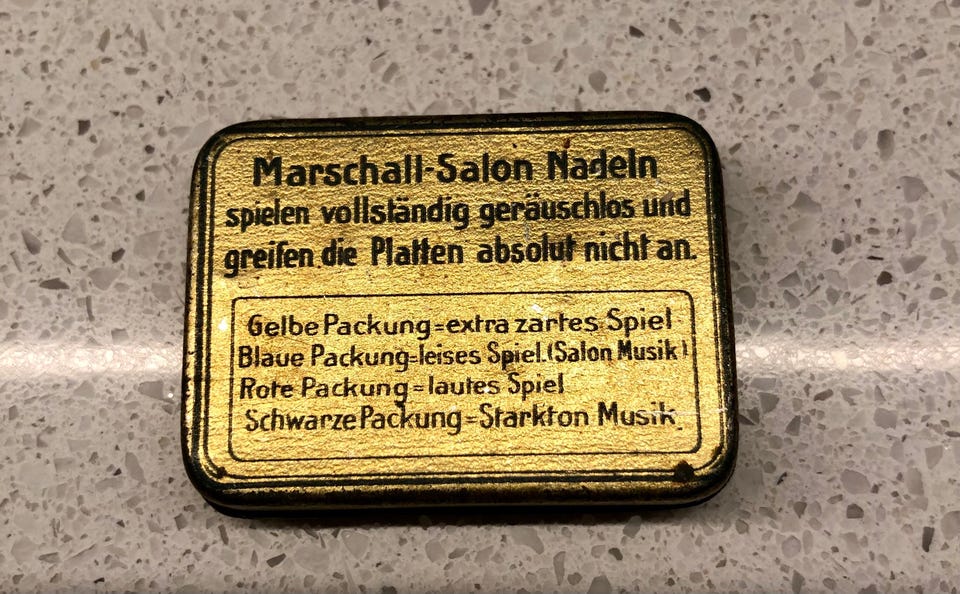 Marschall-Salon Nadeln
spielen vollständig geräuschlos und
greifen die Platten absolut nicht an.
Gelbe Packung=extra zartes Spiel
Blaue Packung=leises Spiel.(Salon Musik)
Rote Packung=lautes Spiel
Schwarze Packung=Starkton Musik.